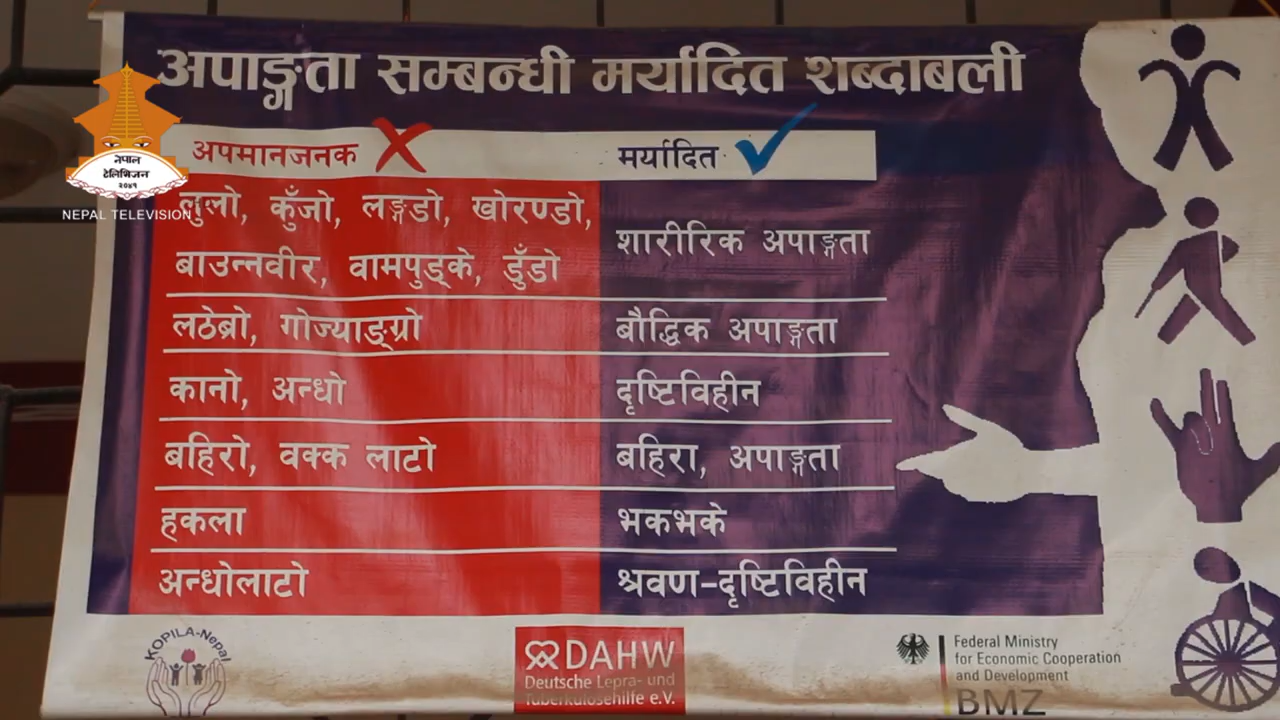 अपाङ्गता सम्बन्धी मर्यादित शब्दाबली
अपमानजनक
मर्यादित
लुलो, कुँजो, लङ्गडो, खोरण्डो,
बाउन्नवीर, वामपुड्के, डुँडो
शारीरिक अपाङ्गता
लठेब्रो, गोज्याङ्ग्रो
बौद्धिक अपाङ्गता
कानो, अन्धो
दृष्टिविहीन
बहिरो, वक्क लाटो
बहिरा, अपाङ्गता
हकला
भकभके
अन्धोलाटो
श्रवण-दृष्टिविहीन
नेपाल
टेलिभिजन
२०४१
NEPAL TELEVISION
KOPILA-Nepal
DAHW
Deutsche Lepra- und
Tuberkulosehilfe e.V.
Federal Ministry
for Economic Cooperation
and Development
BMZ